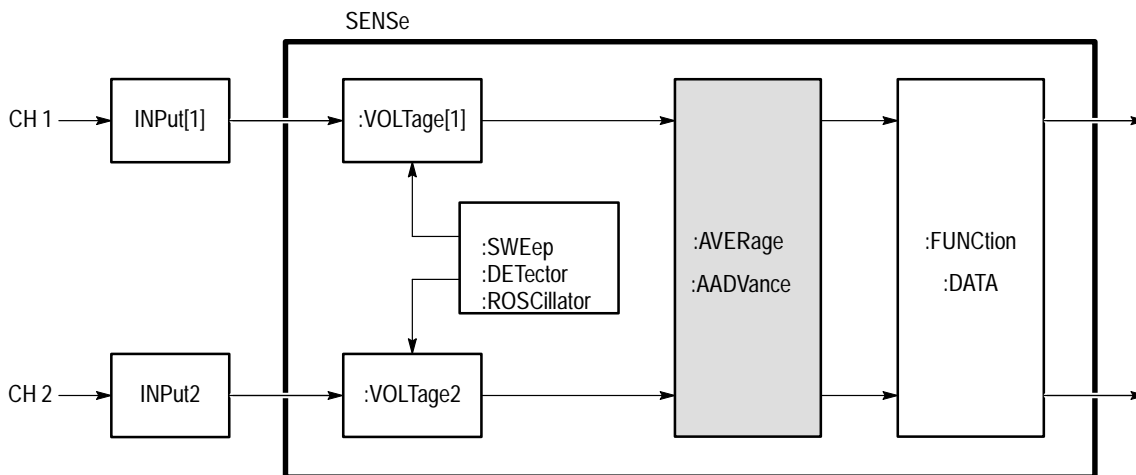 SENSe
CH 1
INPut[1]
:VOLTage[1]
:SWEep
:DETector
:ROSCillator
:AVERage
:AADVance
:FUNCtion
:DATA
CH 2
INPut2
:VOLTage2